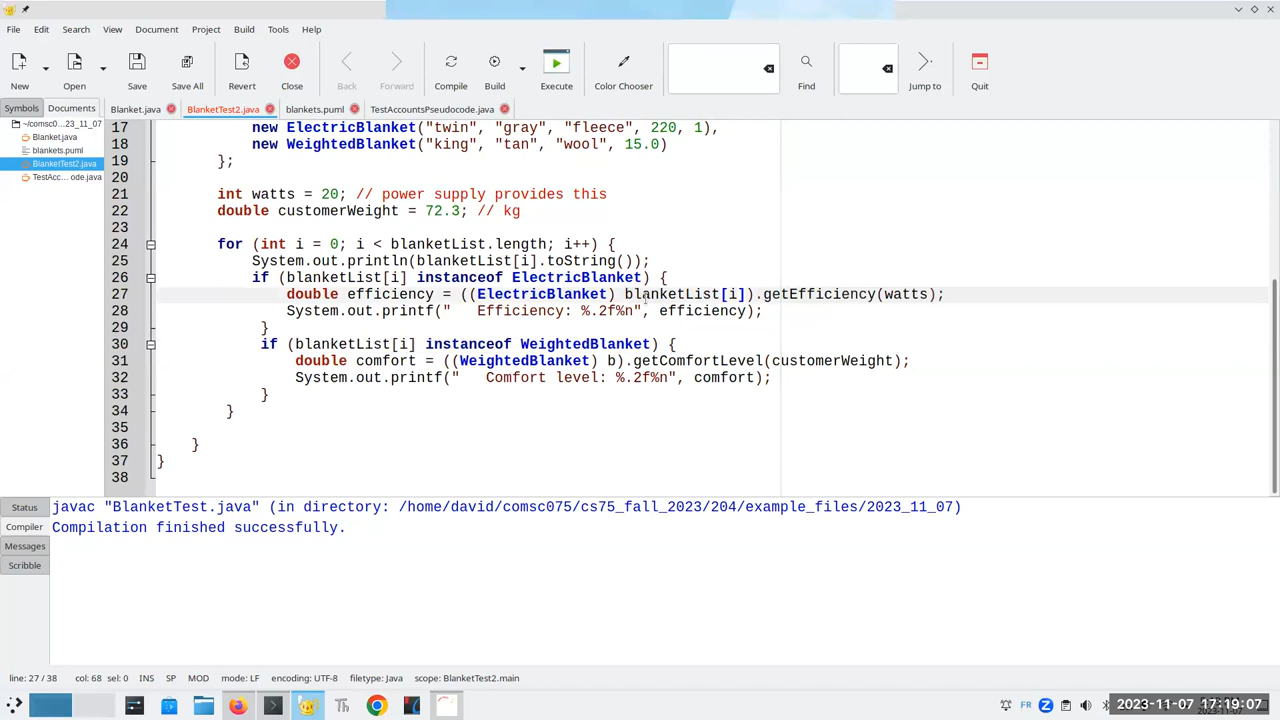 File Edit Search View Document Project Build Tools Help
New Open Save Save All Revert Close Back Forward Compile Build Execute Color Chooser Find Jump to Quit
Symbols Documents Blanket.java BlanketTest2.java blankets.puml TestAccountsPseudocode.java
~/comsc0...23_11_07
Blanket.java
blankets.puml
BlanketTest2.java
TestAcc... ode.java
17 new ElectricBlanket("twin", "gray", "fleece", 220, 1),
18 new WeightedBlanket("king", "tan", "wool", 15.0)
19 };
20
21 int watts = 20; // power supply provides this
22 double customerWeight = 72.3; // kg
23
24 for (int i = 0; i < blanketList.length; i++) {
25 System.out.println(blanketList[i].toString());
26 if (blanketList[i] instanceof ElectricBlanket) {
27 double efficiency = ((ElectricBlanket) blanketList[i]).getEfficiency(watts);
28 System.out.printf("   Efficiency: %.2f%n", efficiency);
29 }
30 if (blanketList[i] instanceof WeightedBlanket) {
31 double comfort = ((WeightedBlanket) b).getComfortLevel(customerWeight);
32 System.out.printf("   Comfort level: %.2f%n", comfort);
33 }
34 }
35
36 }
37 }
38
Status
Compiler
Messages
Scribble
javac "BlanketTest.java" (in directory: /home/david/comsc075/cs75_fall_2023/204/example_files/2023_11_07)
Compilation finished successfully.
line: 27 / 38 col: 68 sel: 0 INS SP MOD mode: LF encoding: UTF-8 filetype: Java scope: BlanketTest2.main
FR 2023-11-07 17:19:07